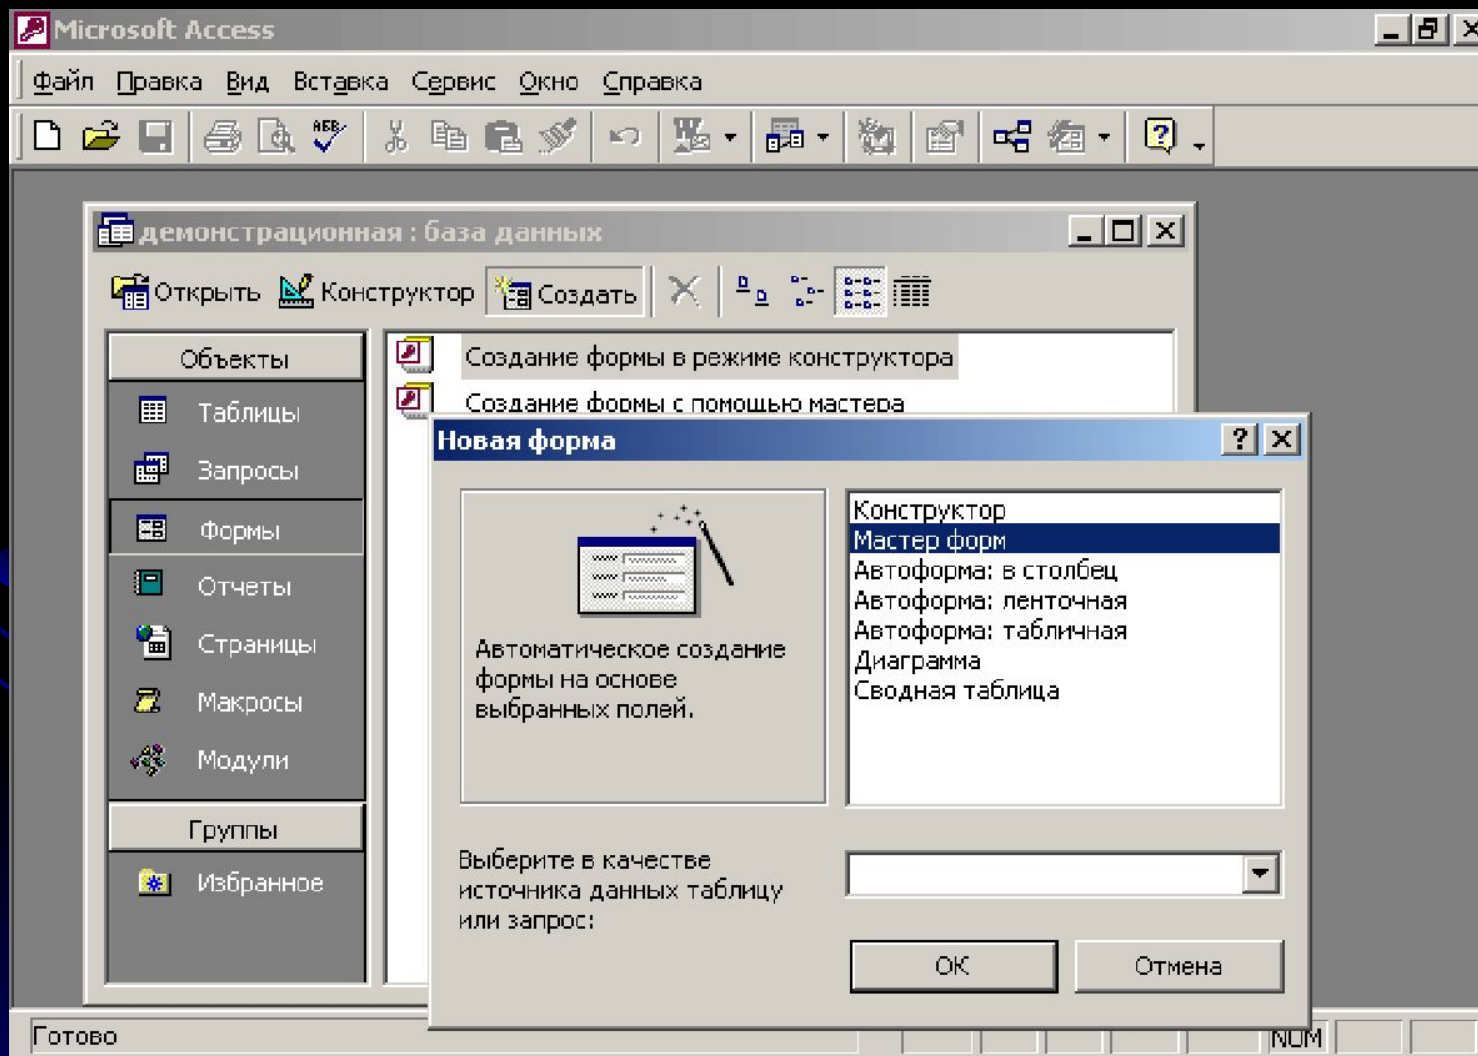 Microsoft Access
Файл Правка Вид Вставка Сервис Окно Справка
демонстрационная : база данных
Открыть Конструктор Создать
Объекты
Таблицы
Запросы
Формы
Отчеты
Страницы
Макросы
Модули
Группы
Избранное
Создание формы в режиме конструктора
Создание формы с помощью мастера
Новая форма
Автоматическое создание
формы на основе
выбранных полей.
Конструктор
Мастер форм
Автоформа: в столбец
Автоформа: ленточная
Автоформа: табличная
Диаграмма
Сводная таблица
Выберите в качестве
источника данных таблицу
или запрос:
ОК Отмена
Готово NUM